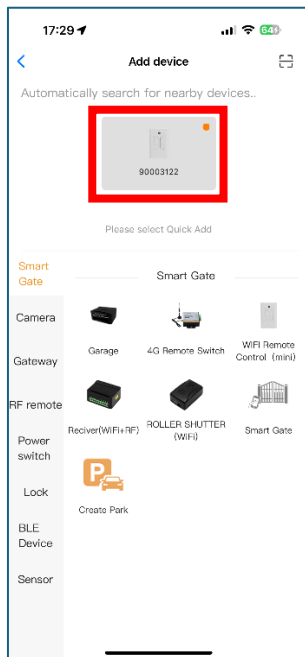 17:29
64
Add device
Automatically search for nearby devices..
90003122
Please select Quick Add
Smart
Gate
Smart Gate
Camera
Gateway
RF remote
Power
switch
Lock
BLE
Device
Sensor
Garage
4G Remote Switch
WIFI Remote
Control (mini)
Reciver(WiFi+RF)
ROLLER SHUTTER
(WiFi)
Smart Gate
P
Create Park